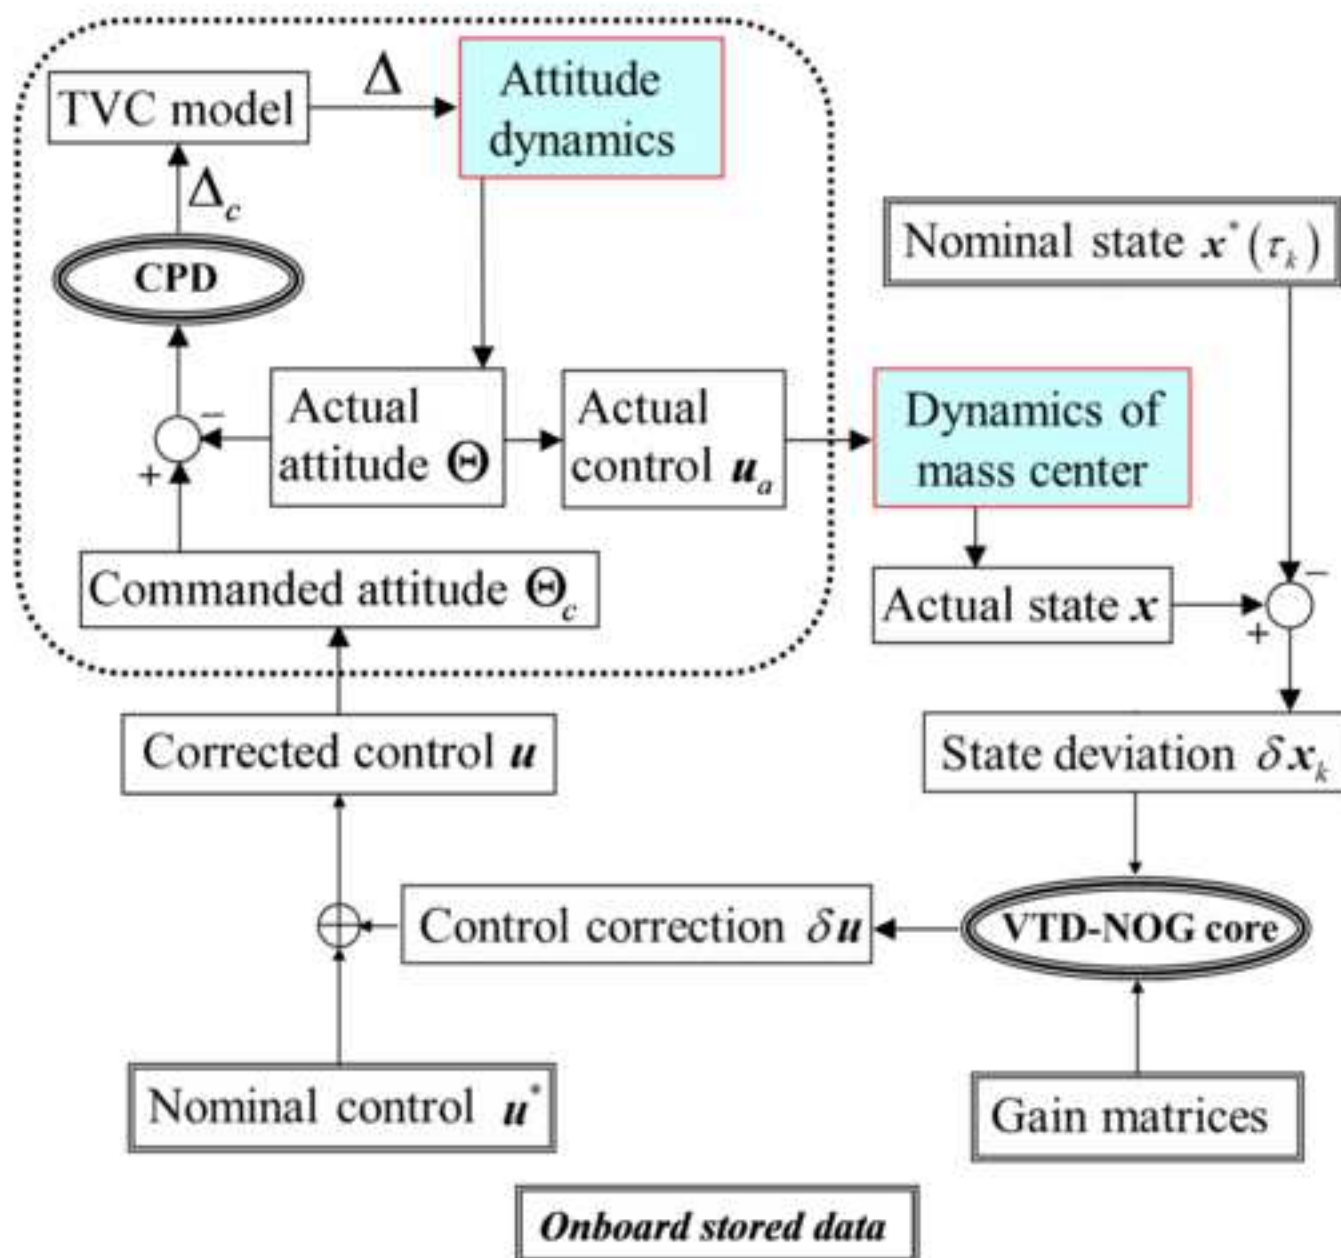 TVC model
Δ
Attitude
dynamics
Δc
CPD
Nominal state x*(τk)
−
+
Actual
attitude Θ
Actual
control ua
Dynamics of
mass center
Commanded attitude Θc
Actual state x
−
+
Corrected control u
State deviation δxk
Control correction δu
VTD-NOG core
Nominal control u*
Gain matrices
Onboard stored data